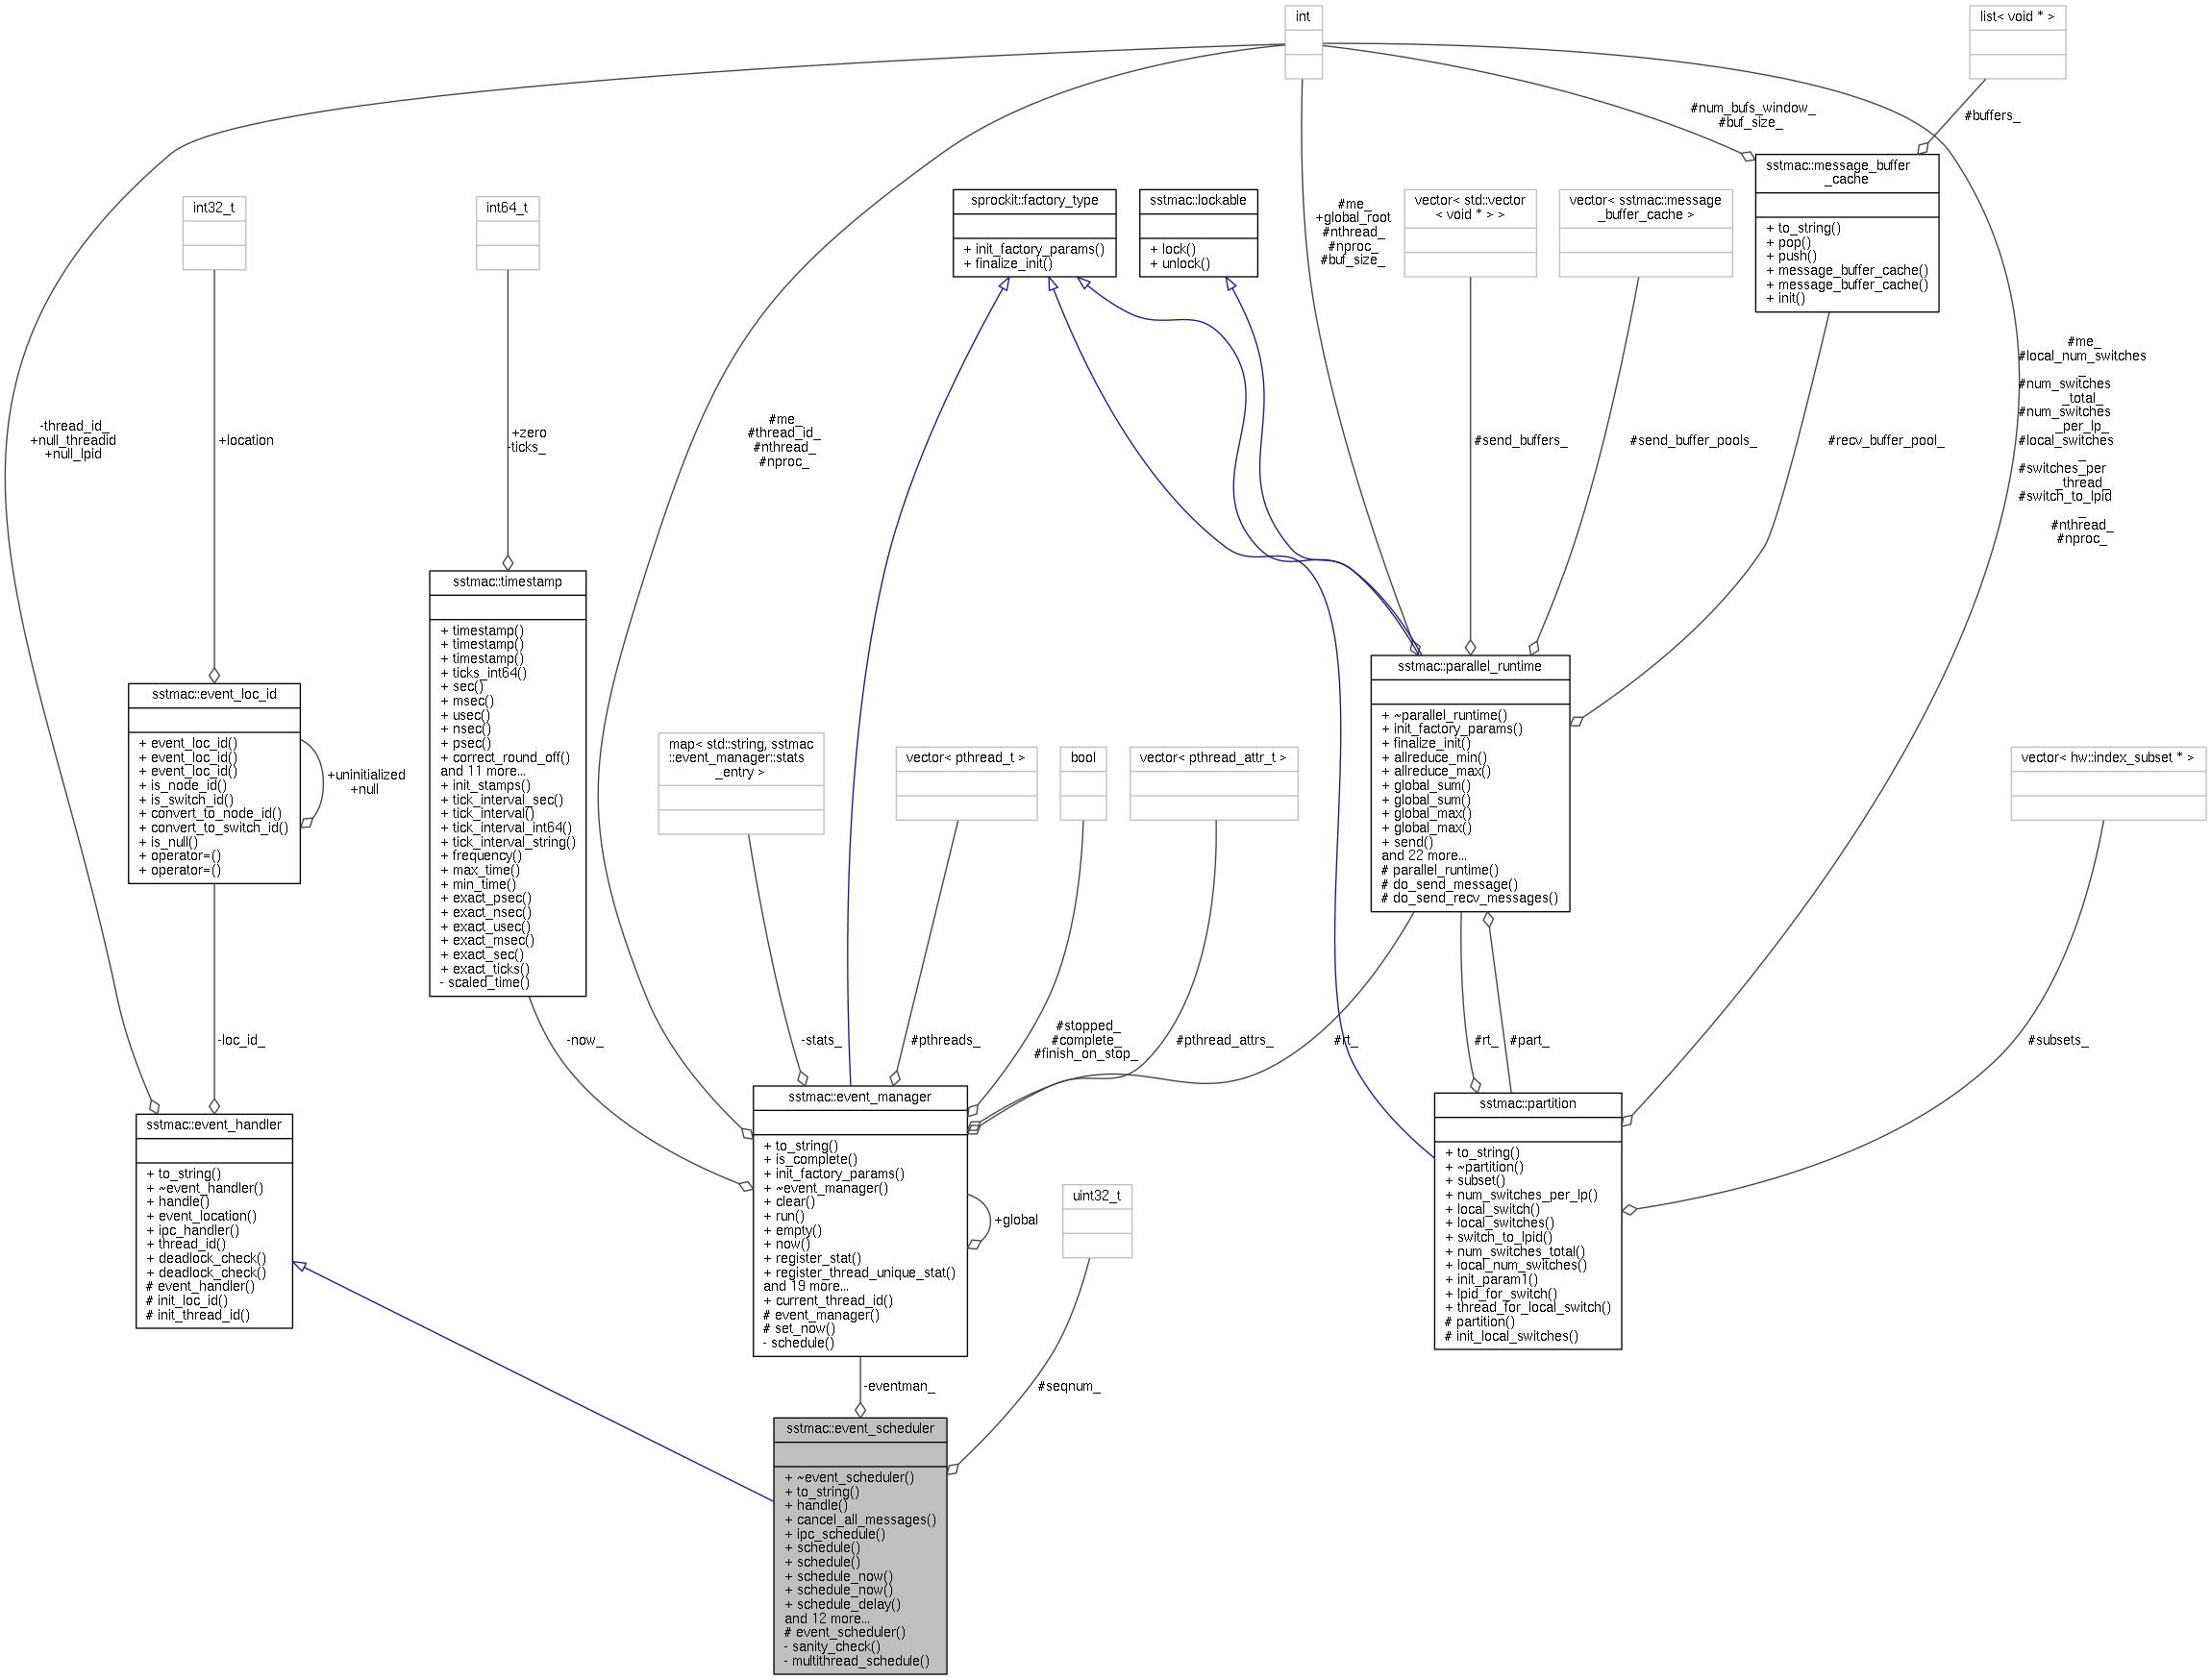 int
list< void * >
#num_bufs_window_
#buf_size_
#buffers_
sstmac::message_buffer
_cache
+ to_string()
+ pop()
+ push()
+ message_buffer_cache()
+ message_buffer_cache()
+ init()
int32_t
int64_t
sprockit::factory_type
+ init_factory_params()
+ finalize_init()
sstmac::lockable
+ lock()
+ unlock()
#me_
+global_root
#nthread_
#nproc_
#buf_size_
vector< std::vector
< void * > >
vector< sstmac::message
_buffer_cache >
#me_
#local_num_switches
_
#num_switches
_total_
#num_switches
_per_lp_
#local_switches
_
#switches_per
_thread_
#switch_to_lpid
_
#nthread_
#nproc_
-thread_id_
+null_threadid
+null_lpid
+location
+zero
-ticks_
#me_
#thread_id_
#nthread_
#nproc_
#send_buffers_
#send_buffer_pools_
#recv_buffer_pool_
sstmac::timestamp
+ timestamp()
+ timestamp()
+ timestamp()
+ ticks_int64()
+ sec()
+ msec()
+ usec()
+ nsec()
+ psec()
+ correct_round_off()
and 11 more...
+ init_stamps()
+ tick_interval_sec()
+ tick_interval()
+ tick_interval_int64()
+ tick_interval_string()
+ frequency()
+ max_time()
+ min_time()
+ exact_psec()
+ exact_nsec()
+ exact_usec()
+ exact_msec()
+ exact_sec()
+ exact_ticks()
- scaled_time()
sstmac::event_loc_id
+ event_loc_id()
+ event_loc_id()
+ event_loc_id()
+ is_node_id()
+ is_switch_id()
+ convert_to_node_id()
+ convert_to_switch_id()
+ is_null()
+ operator=()
+ operator=()
+uninitialized
+null
map< std::string, sstmac
::event_manager::stats
_entry >
vector< pthread_t >
bool
vector< pthread_attr_t >
sstmac::parallel_runtime
+ ~parallel_runtime()
+ init_factory_params()
+ finalize_init()
+ allreduce_min()
+ allreduce_max()
+ global_sum()
+ global_sum()
+ global_max()
+ global_max()
+ send()
and 22 more...
# parallel_runtime()
# do_send_message()
# do_send_recv_messages()
vector< hw::index_subset * >
-loc_id_
-now_
-stats_
#pthreads_
#stopped_
#complete_
#finish_on_stop_
#pthread_attrs_
#rt_
#rt_
#part_
#subsets_
sstmac::event_handler
+ to_string()
+ ~event_handler()
+ handle()
+ event_location()
+ ipc_handler()
+ thread_id()
+ deadlock_check()
+ deadlock_check()
# event_handler()
# init_loc_id()
# init_thread_id()
sstmac::event_manager
+ to_string()
+ is_complete()
+ init_factory_params()
+ ~event_manager()
+ clear()
+ run()
+ empty()
+ now()
+ register_stat()
+ register_thread_unique_stat()
and 19 more...
+ current_thread_id()
# event_manager()
# set_now()
- schedule()
+global
uint32_t
sstmac::partition
+ to_string()
+ ~partition()
+ subset()
+ num_switches_per_lp()
+ local_switch()
+ local_switches()
+ switch_to_lpid()
+ num_switches_total()
+ local_num_switches()
+ init_param1()
+ lpid_for_switch()
+ thread_for_local_switch()
# partition()
# init_local_switches()
-eventman_
#seqnum_
sstmac::event_scheduler
+ ~event_scheduler()
+ to_string()
+ handle()
+ cancel_all_messages()
+ ipc_schedule()
+ schedule()
+ schedule()
+ schedule_now()
+ schedule_now()
+ schedule_delay()
and 12 more...
# event_scheduler()
- sanity_check()
- multithread_schedule()